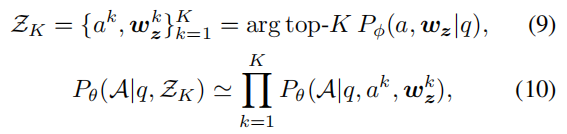 𝒵_K = {a^k, w_z^k}_{k=1}^K = arg top-K P_ϕ(a, w_z|q), (9)
P_θ(𝒜|q, 𝒵_K) ≃ ∏_{k=1}^K P_θ(𝒜|q, a^k, w_z^k), (10)